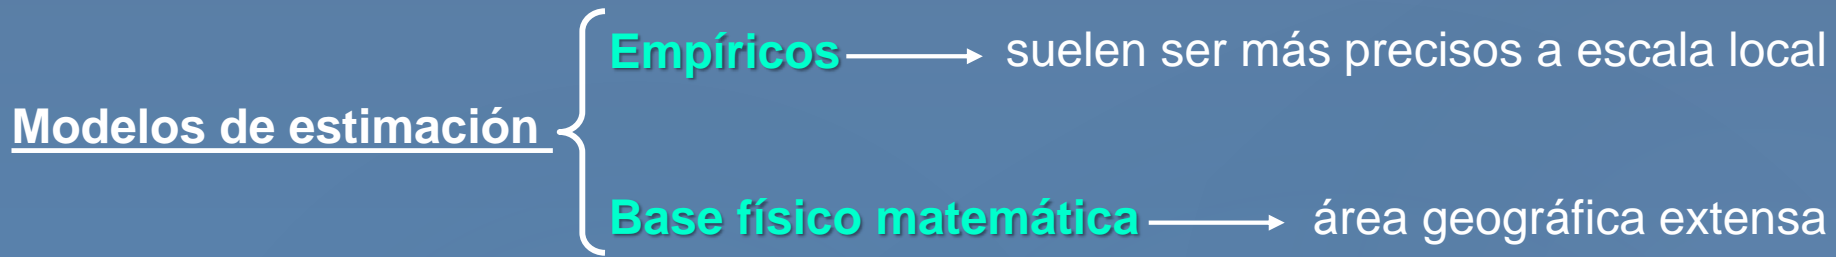 Empíricos suelen ser más precisos a escala local
Modelos de estimación
Base físico matemática área geográfica extensa